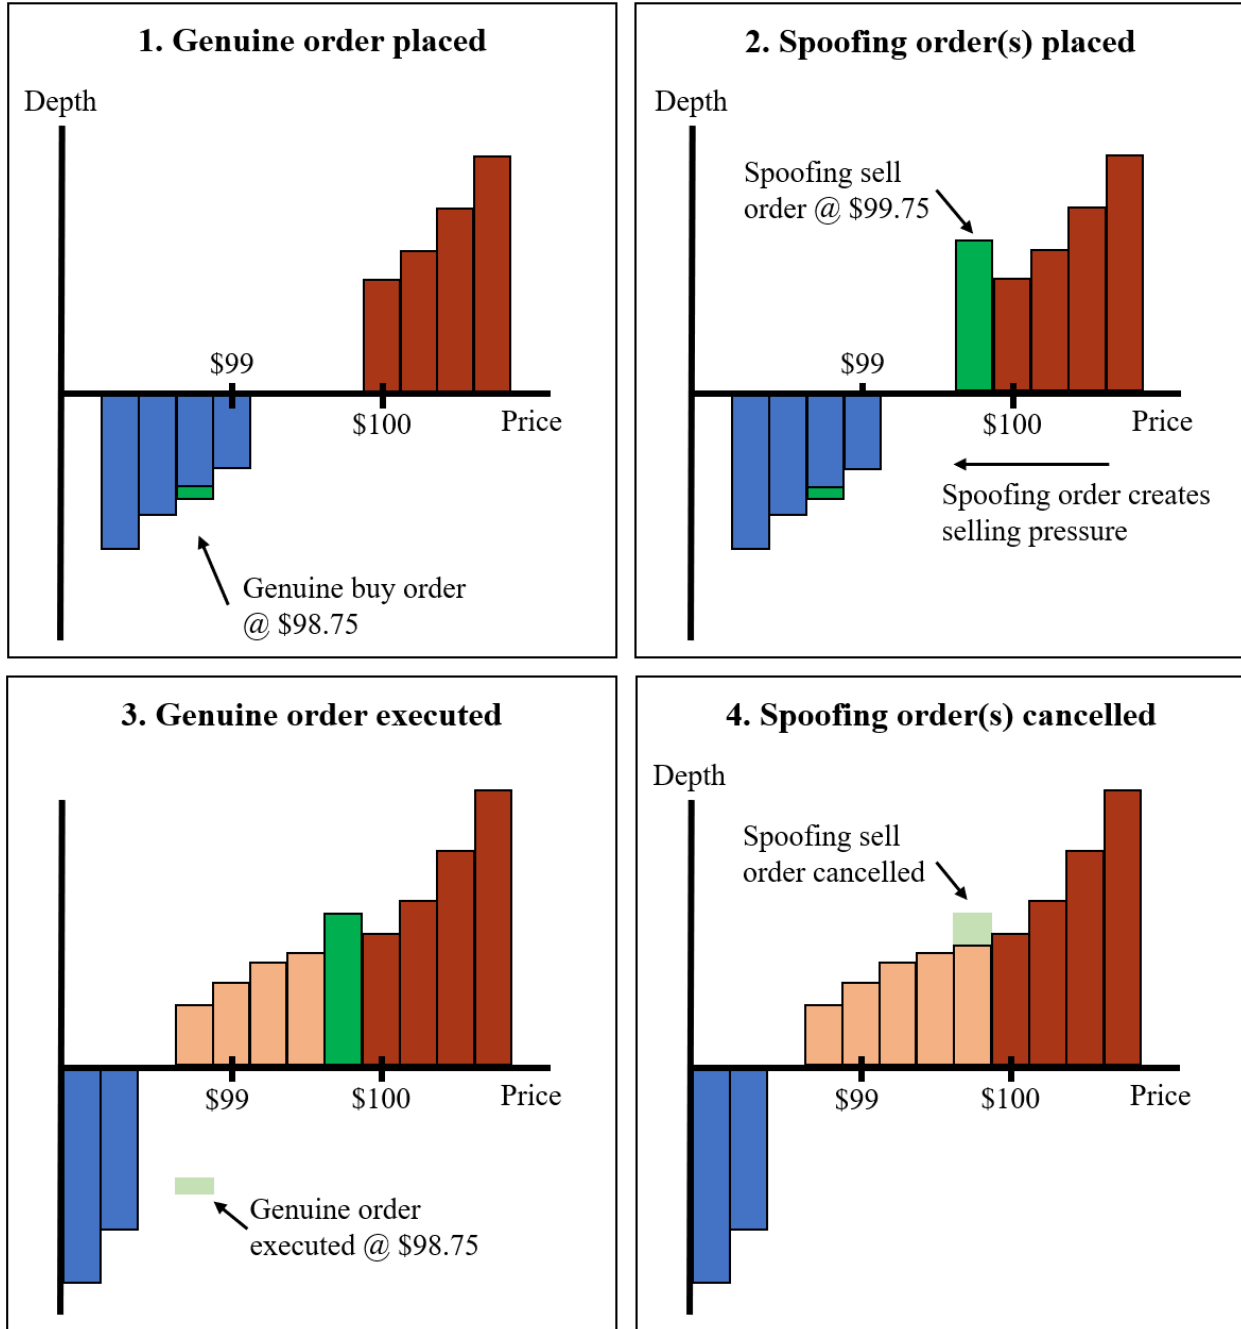 1. Genuine order placed
Depth
$99
$100
Price
Genuine buy order
@ $98.75
2. Spoofing order(s) placed
Depth
Spoofing sell
order @ $99.75
$99
$100
Price
Spoofing order creates
selling pressure
3. Genuine order executed
$99
$100
Price
Genuine order
executed @ $98.75
4. Spoofing order(s) cancelled
Depth
Spoofing sell
order cancelled
$99
$100
Price